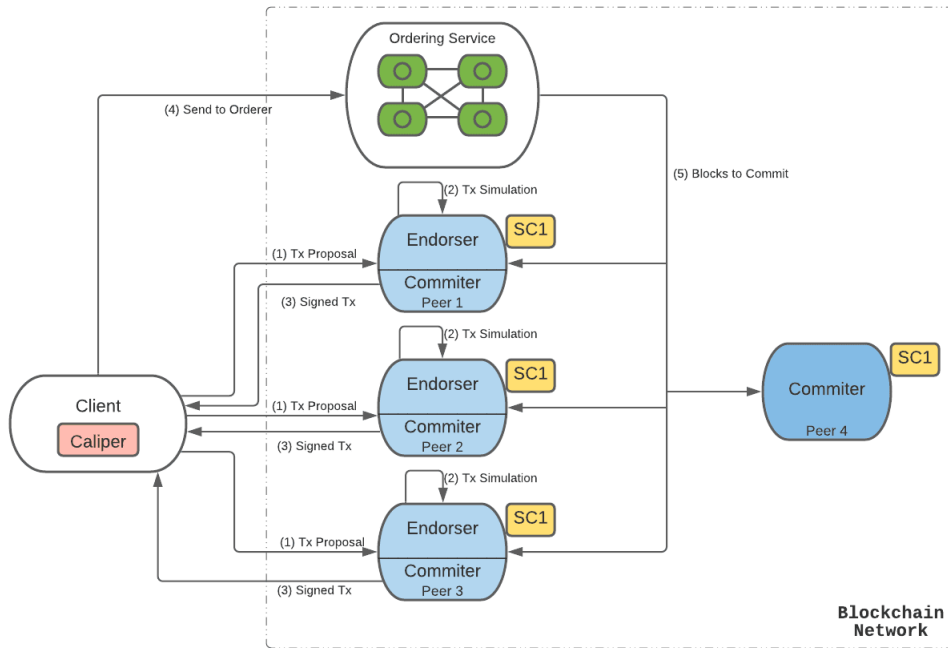 Ordering Service
(4) Send to Orderer
(5) Blocks to Commit
(2) Tx Simulation
SC1
Endorser
(1) Tx Proposal
Commiter
(3) Signed Tx
Peer 1
(2) Tx Simulation
SC1
Endorser
Client
(1) Tx Proposal
Caliper
Commiter
(3) Signed Tx
Peer 2
SC1
Commiter
Peer 4
(2) Tx Simulation
SC1
Endorser
(1) Tx Proposal
Commiter
(3) Signed Tx
Peer 3
Blockchain
Network